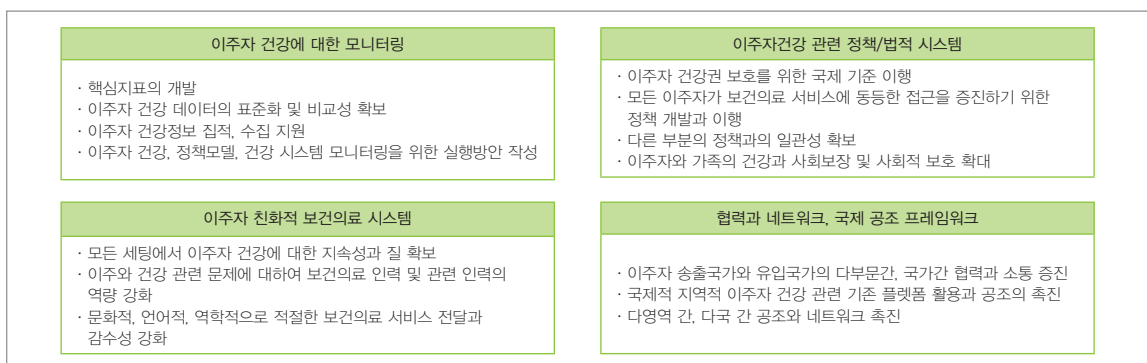 이주자 건강에 대한 모니터링
· 핵심지표의 개발
· 이주자 건강 데이터의 표준화 및 비교성 확보
· 이주자 건강정보 집적, 수집 지원
· 이주자 건강, 정책모델, 건강 시스템 모니터링을 위한 실행방안 작성
이주자건강 관련 정책/법적 시스템
· 이주자 건강권 보호를 위한 국제 기준 이행
· 모든 이주자가 보건의료 서비스에 동등한 접근을 증진하기 위한
정책 개발과 이행
· 다른 부분의 정책과의 일관성 확보
· 이주자와 가족의 건강과 사회보장 및 사회적 보호 확대
이주자 친화적 보건의료 시스템
· 모든 세팅에서 이주자 건강에 대한 지속성과 질 확보
· 이주와 건강 관련 문제에 대하여 보건의료 인력 및 관련 인력의
역량 강화
· 문화적, 언어적, 역학적으로 적절한 보건의료 서비스 전달과
감수성 강화
협력과 네트워크, 국제 공조 프레임워크
· 이주자 송출국가와 유입국가의 다부문간, 국가간 협력과 소통 증진
· 국제적 지역적 이주자 건강 관련 기존 플렛폼 활용과 공조의 촉진
· 다영역 간, 다국 간 공조와 네트워크 촉진